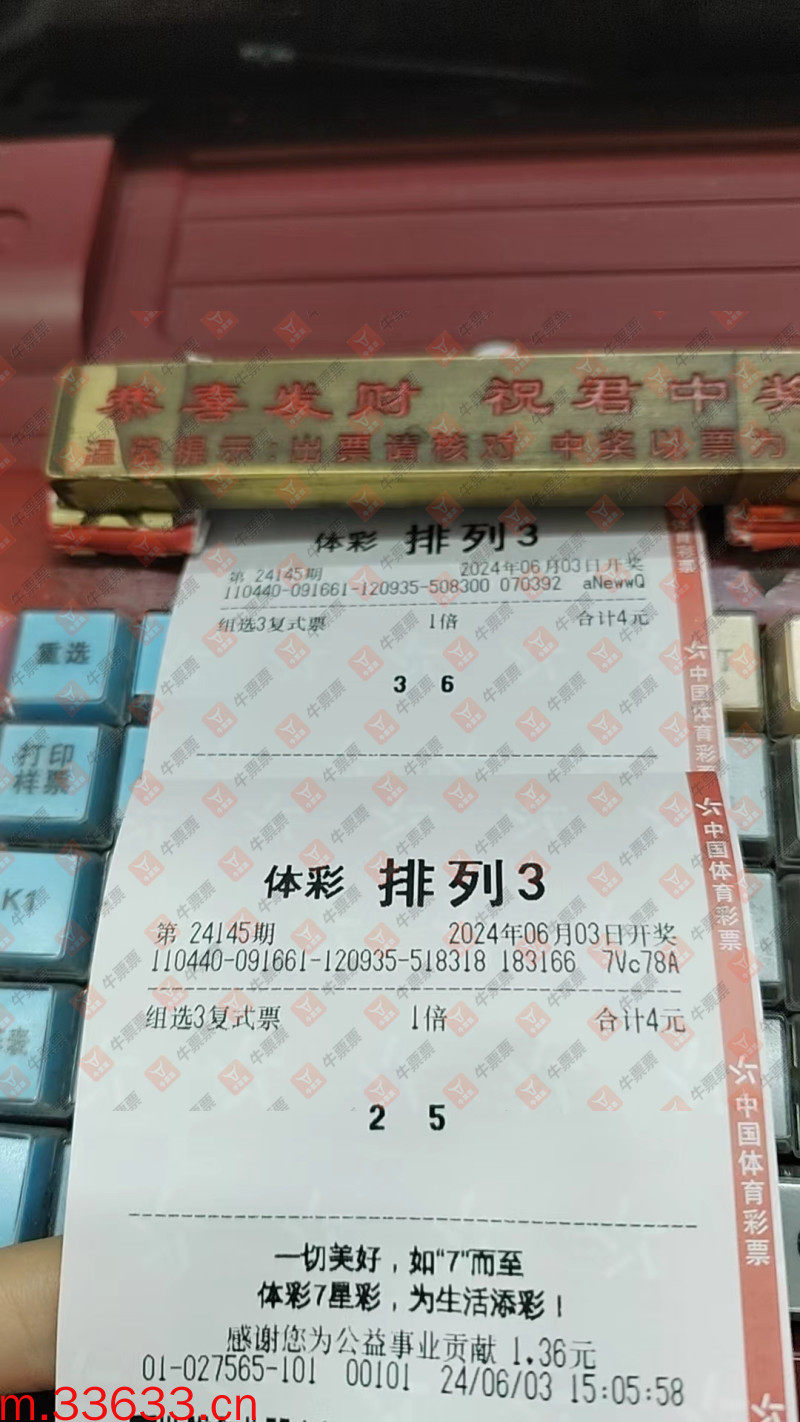 恭喜发财 祝君中奖
温馨提示:出票请核对 中奖以票为
体彩 排列3
第 24145期 2024年06月03日开奖
110440-091661-120935-508300 070392 aNewwQ
组选3复式票 1倍 合计4元
3 6
体彩 排列3
第 24145期 2024年06月03日开奖
110440-091661-120935-518318 183166 7Vc78A
组选3复式票 1倍 合计4元
2 5
一切美好，如“7”而至
体彩7星彩，为生活添彩！
感谢您为公益事业贡献 1.36元
01-027565-101 00101 24/06/03 15:05:58
育彩票
中国体育彩
中国体育彩票
中国体育彩票
重选
打印
样票
K1
表
丁
牛票票
m.33633.cn